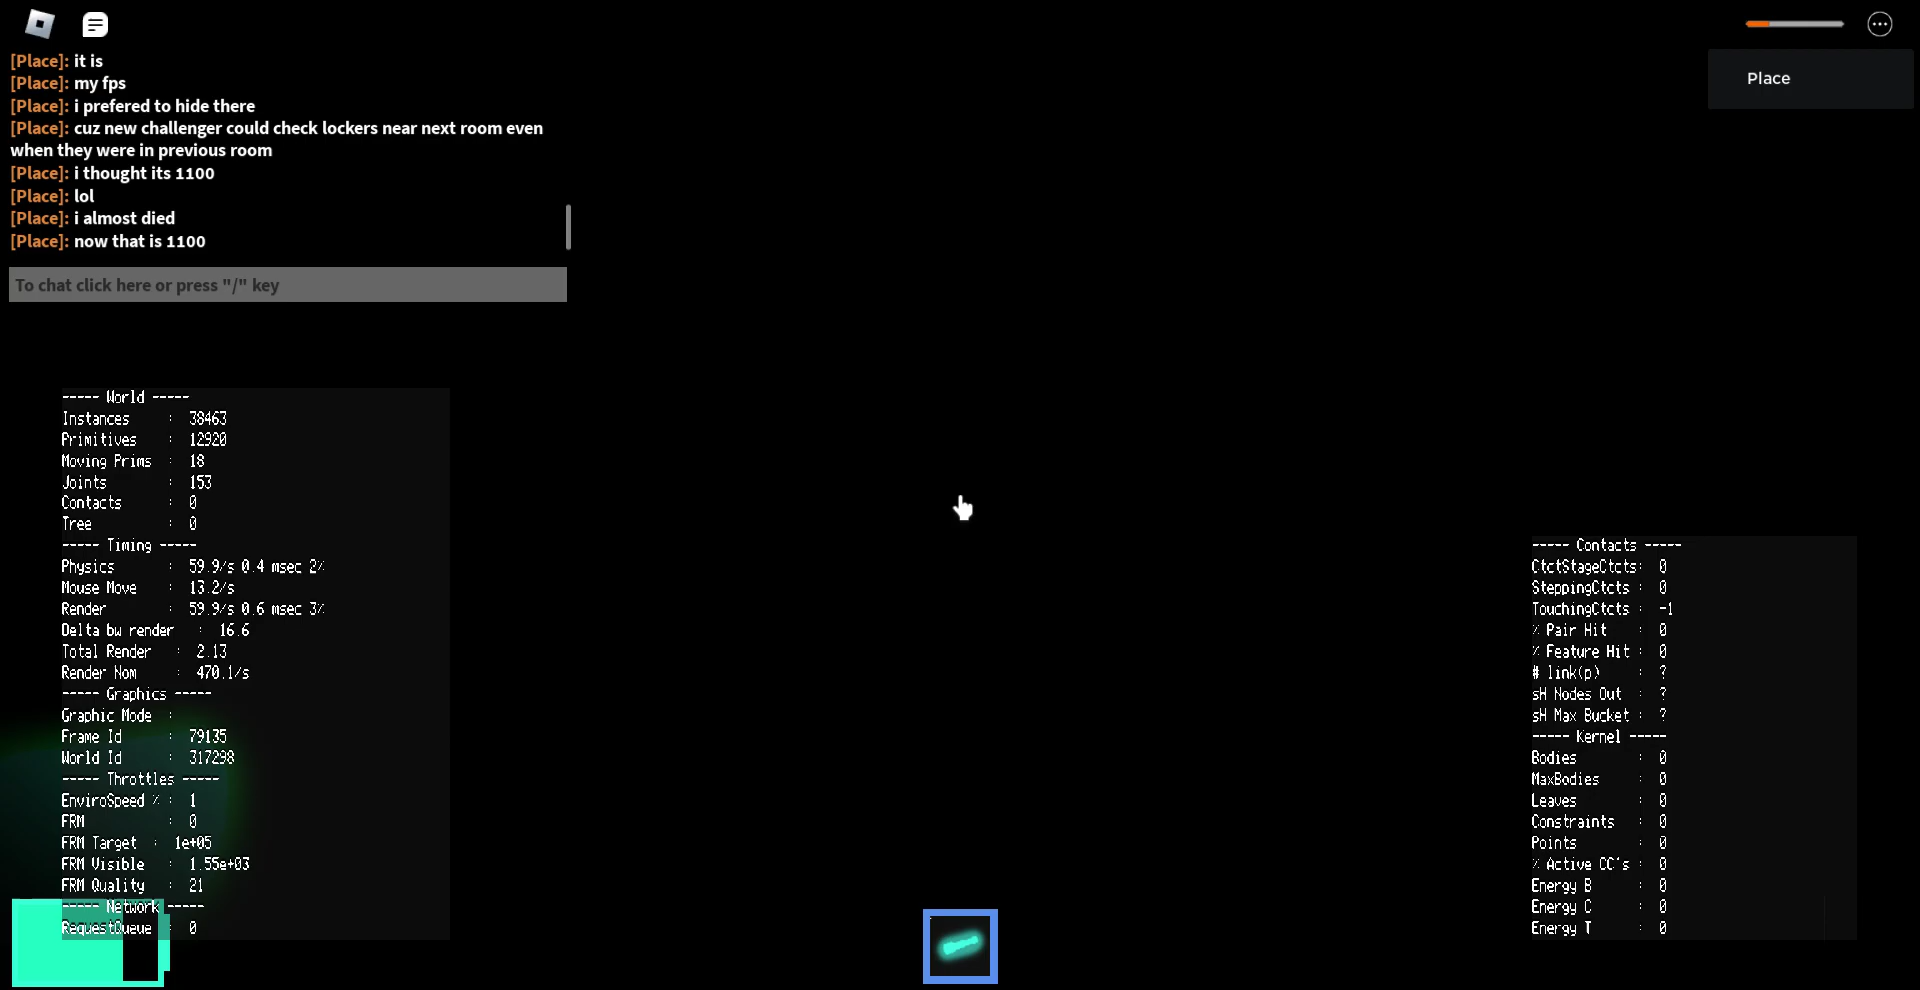 [Place]: it is
[Place]: my fps
[Place]: i prefered to hide there
[Place]: cuz new challenger could check lockers near next room even
when they were in previous room
[Place]: i thought its 1100
[Place]: lol
[Place]: i almost died
[Place]: now that is 1100
To chat click here or press "/" key
Place
----- World -----
Instances : 38463
Primitives : 12920
Moving Prims : 18
Joints : 153
Contacts : 0
Tree : 0
----- Timing -----
Physics : 59.9/s 0.4 msec 2%
Mouse Move : 13.2/s
Render : 59.9/s 0.6 msec 3%
Delta bw render : 16.6
Total Render : 2.13
Render Nom : 470.1/s
----- Graphics -----
Graphic Mode :
Frame Id : 79135
World Id : 317298
----- Throttles -----
EnviroSpeed % : 1
FRM : 0
FRM Target : 1e+05
FRM Visible : 1.55e+03
FRM Quality : 21
----- Network -----
RequestQueue : 0
----- Contacts -----
CtctStageCtcts: 0
SteppingCtcts : 0
TouchingCtcts : -1
% Pair Hit : 0
% Feature Hit : 0
# link(p) : ?
sH Nodes Out : ?
sH Max Bucket : ?
----- Kernel -----
Bodies : 0
MaxBodies : 0
Leaves : 0
Constraints : 0
Points : 0
% Active CC's : 0
Energy B : 0
Energy C : 0
Energy T : 0